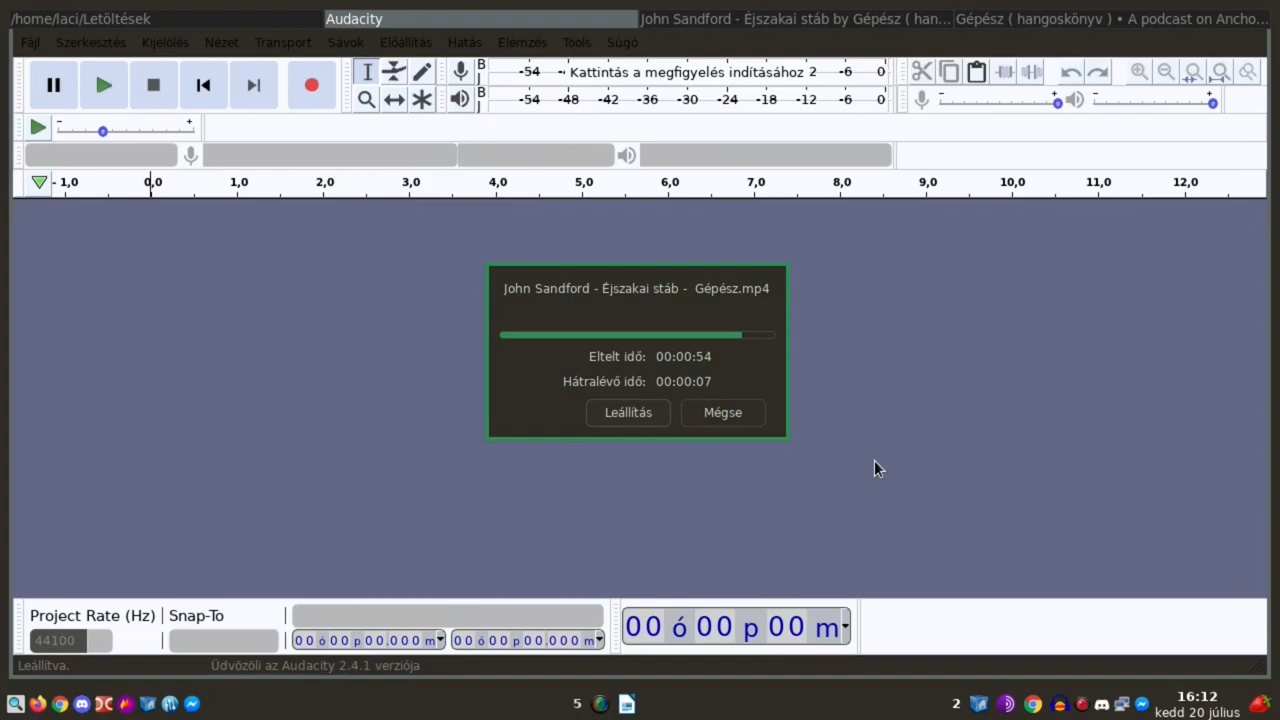 /home/laci/Letöltések
Audacity
John Sandford - Éjszakai stáb by Gépész ( han...
Gépész ( hangoskönyv ) • A podcast on Ancho...
Fájl Szerkesztés Kijelölés Nézet Transport Sávok Előállítás Hatás Elemzés Tools Súgó
B
J
-54 -4 Kattintás a megfigyelés indításához 2 -6 0
B
J
-54 -48 -42 -36 -30 -24 -18 -12 -6 0
- + - +
- +
- 1,0 0,0 1,0 2,0 3,0 4,0 5,0 6,0 7,0 8,0 9,0 10,0 11,0 12,0
John Sandford - Éjszakai stáb - Gépész.mp4
Eltelt idő: 00:00:54
Hátralévő idő: 00:00:07
Leállítás Mégse
Project Rate (Hz) Snap-To
44100
00 ó 00 p 00,000 m
00 ó 00 p 00,000 m
00 ó 00 p 00 m
Leállítva.
Üdvözöli az Audacity 2.4.1 verziója
5
2
16:12
kedd 20 július